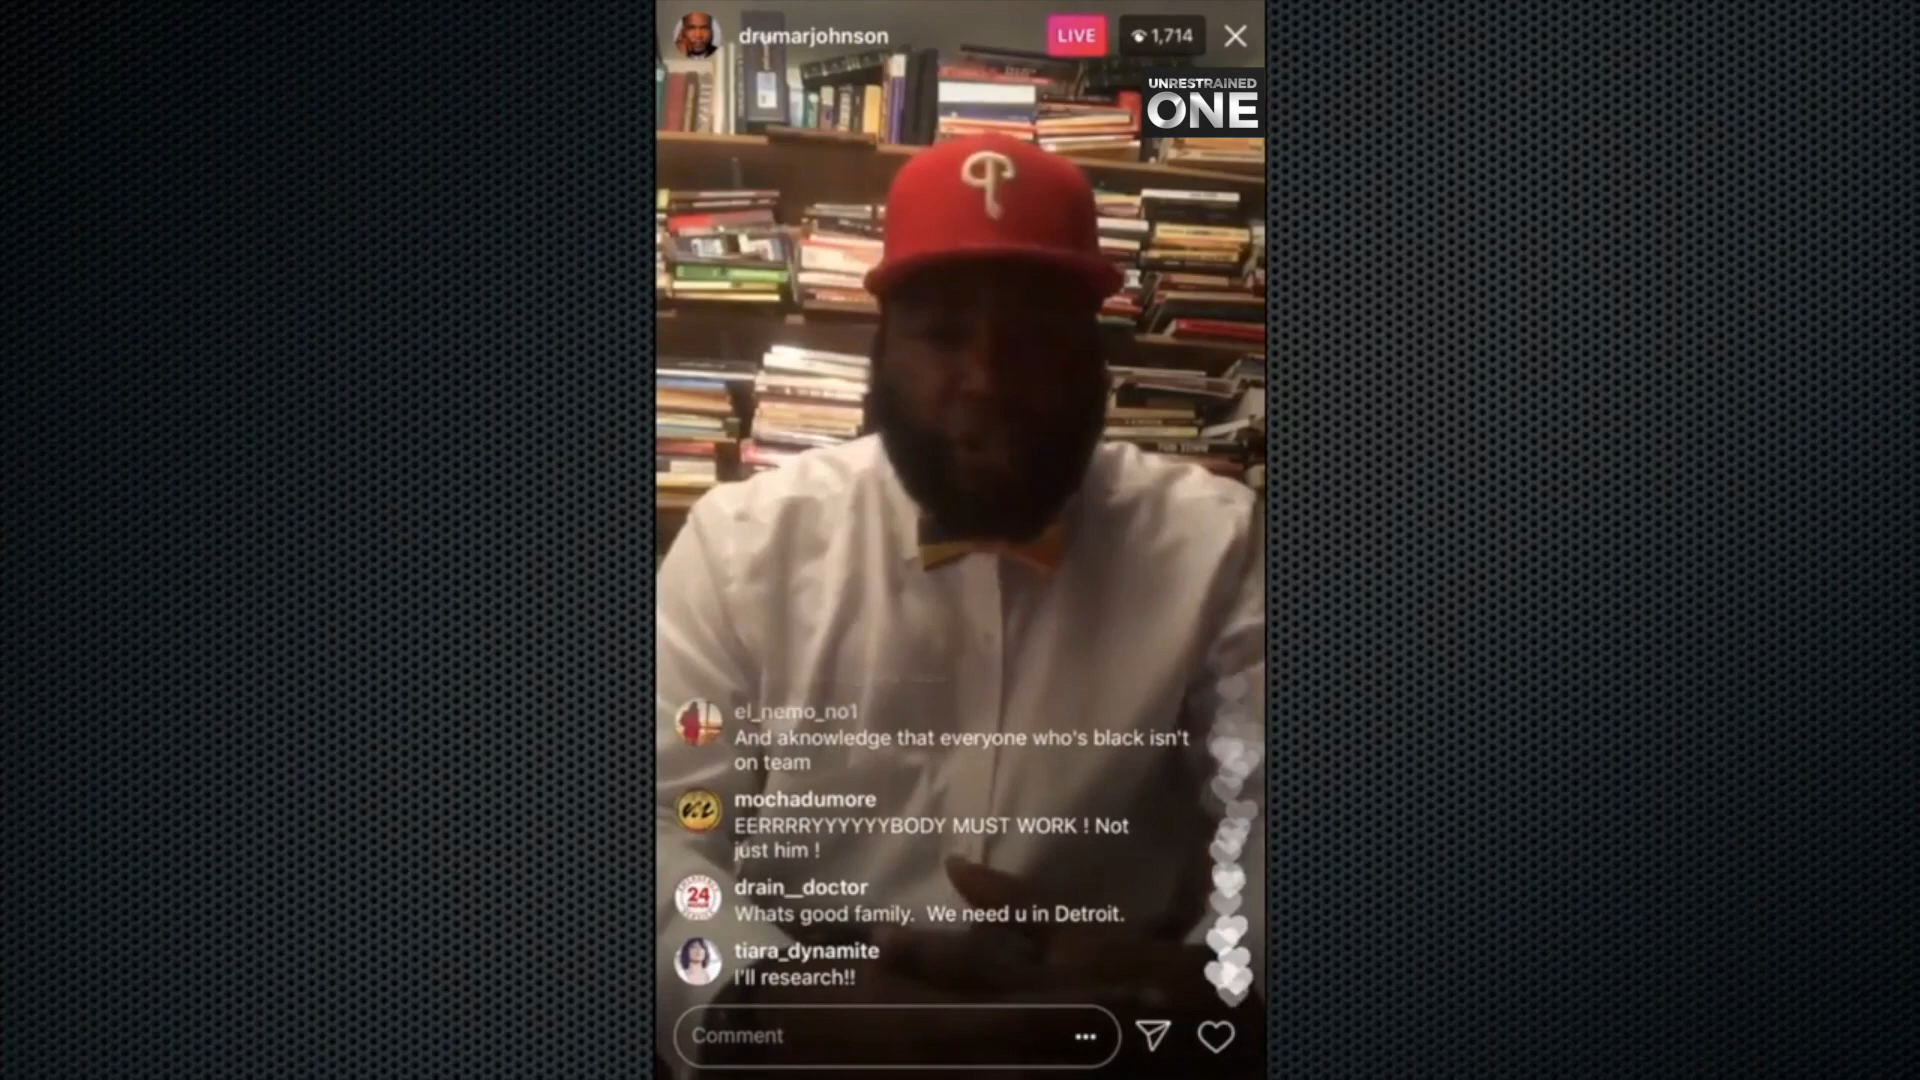 drumarjohnson
LIVE
1,714
UNRESTRAINED
ONE
P
el_nemo_no1
And aknowledge that everyone who's black isn't
on team
mochadumore
EERRRRYYYYYYBODY MUST WORK ! Not
just him !
drain__doctor
24
Whats good family.  We need u in Detroit.
tiara_dynamite
I'll research!!
Comment